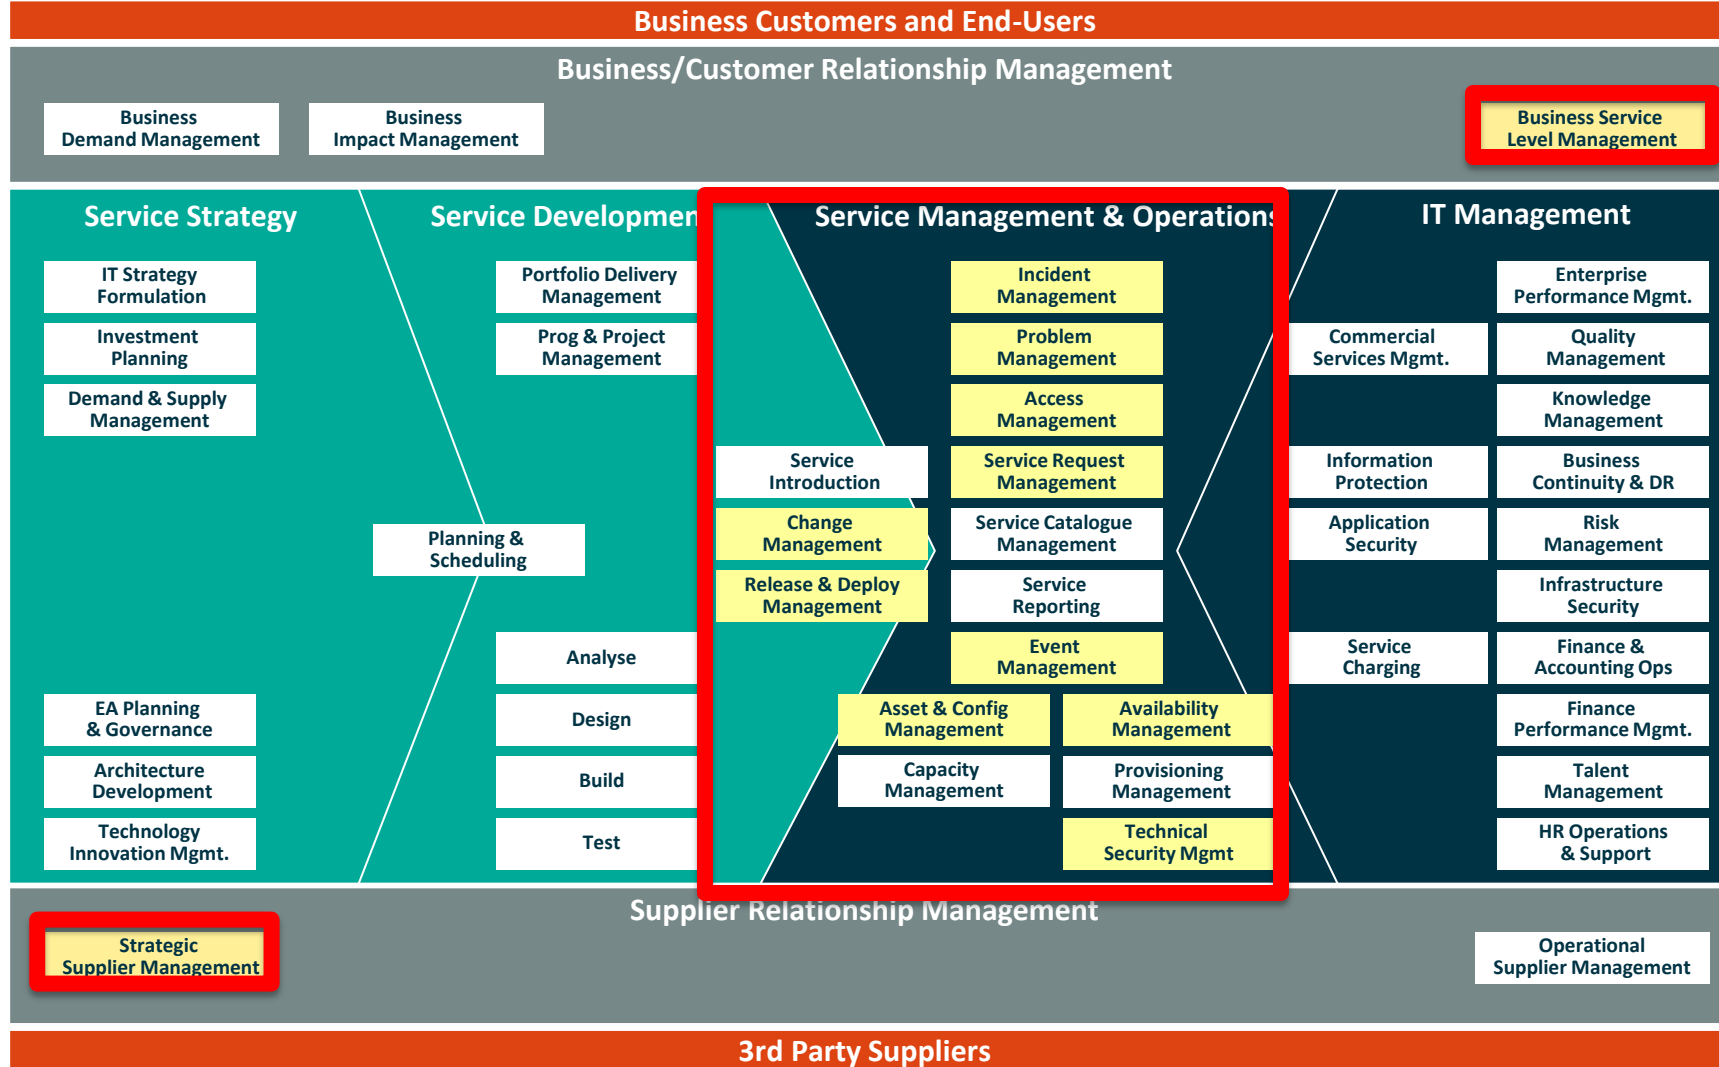 Business Customers and End-Users
Business/Customer Relationship Management
Business
Demand Management
Business
Impact Management
Business Service
Level Management
Service Strategy
IT Strategy
Formulation
Investment
Planning
Demand & Supply
Management
EA Planning
& Governance
Architecture
Development
Technology
Innovation Mgmt.
Planning &
Scheduling
Service Developmen
Portfolio Delivery
Management
Prog & Project
Management
Analyse
Design
Build
Test
Service Management & Operations
Service
Introduction
Change
Management
Release & Deploy
Management
Incident
Management
Problem
Management
Access
Management
Service Request
Management
Service Catalogue
Management
Service
Reporting
Event
Management
Asset & Config
Management
Availability
Management
Capacity
Management
Provisioning
Management
Technical
Security Mgmt
IT Management
Commercial
Services Mgmt.
Information
Protection
Application
Security
Service
Charging
Enterprise
Performance Mgmt.
Quality
Management
Knowledge
Management
Business
Continuity & DR
Risk
Management
Infrastructure
Security
Finance &
Accounting Ops
Finance
Performance Mgmt.
Talent
Management
HR Operations
& Support
Supplier Relationship Management
Strategic
Supplier Management
Operational
Supplier Management
3rd Party Suppliers